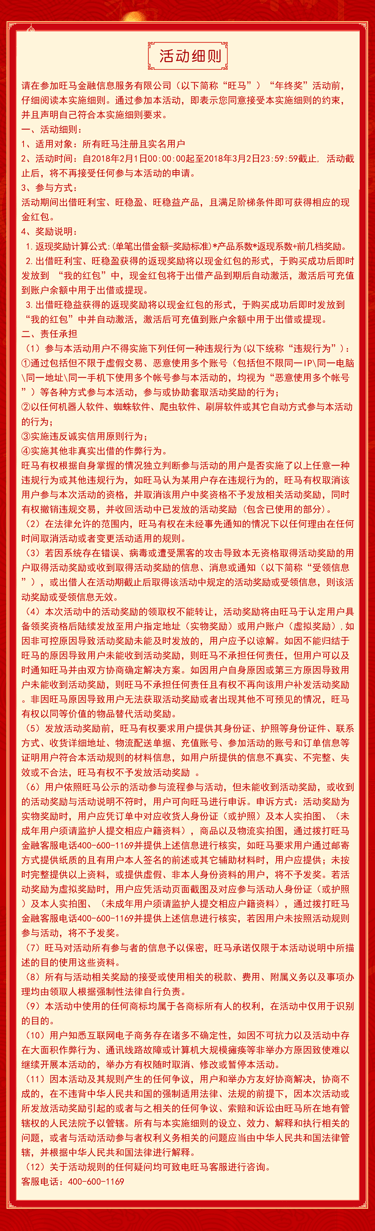 活动细则
请在参加旺马金融信息服务有限公司（以下简称“旺马”）“年终奖”活动前，
仔细阅读本实施细则。通过参加本活动，即表示您同意接受本实施细则的约束，
并且声明自己符合本实施细则要求。
一、活动细则：
1、适用对象：所有旺马注册且实名用户
2、活动时间：自2018年2月1日00:00:00起至2018年3月2日23:59:59截止，活动截
止后，将不再接受任何参与本活动的申请。
3、参与方式：
活动期间出借旺利宝、旺稳盈、旺稳益产品，且满足阶梯条件即可获得相应的现
金红包。
4、奖励说明：
1.返现奖励计算公式:(单笔出借金额-奖励标准)*产品系数*返现系数+前几档奖励。
2.出借旺利宝、旺稳盈获得的返现奖励将以现金红包的形式，于购买成功后即时
发放到 “我的红包”中，现金红包将于出借产品到期后自动激活，激活后可充值
到账户余额中用于出借或提现。
3.出借旺稳益获得的返现奖励将以现金红包的形式，于购买成功后即时发放到
“我的红包”中并自动激活，激活后可充值到账户余额中用于出借或提现。
二、责任承担
（1）参与本活动用户不得实施下列任何一种违规行为(以下统称“违规行为”)：
①通过包括但不限于虚假交易、恶意使用多个账号（包括但不限同一IP\同一电脑
\同一地址\同一手机下使用多个帐号参与本活动的，均视为“恶意使用多个帐号
”）等各种方式参与本活动，参与或协助套取活动奖励的行为；
②以任何机器人软件、蜘蛛软件、爬虫软件、刷屏软件或其它自动方式参与本活动
的行为；
③实施违反诚实信用原则行为；
④实施其他非真实出借的作弊行为。
旺马有权根据自身掌握的情况独立判断参与活动的用户是否实施了以上任意一种
违规行为或其他违规行为，如旺马认为某用户存在违规行为的，旺马有权取消该
用户参与本次活动的资格，并取消该用户中奖资格不予发放相关活动奖励，同时
有权撤销违规交易，并收回活动中已发放的活动奖励（包含已使用的部分)。
（2）在法律允许的范围内，旺马有权在未经事先通知的情况下以任何理由在任何
时间取消活动或者变更活动适用的规则。
（3）若因系统存在错误、病毒或遭受黑客的攻击导致本无资格取得活动奖励的用
户取得活动奖励或收到取得活动奖励的信息、消息或通知（以下简称“受领信息
”），或出借人在活动期截止后取得该活动中规定的活动奖励或受领信息，则该活
动奖励或受领信息无效。
（4）本次活动中的活动奖励的领取权不能转让，活动奖励将由旺马于认定用户具
备领奖资格后陆续发放至用户指定地址（实物奖励）或用户账户（虚拟奖励）,如
因非可控原因导致活动奖励未能及时发放的，用户应予以谅解。如因不能归结于
旺马的原因导致用户未能收到活动奖励，则旺马不承担任何责任，但用户可以及
时通知旺马并由双方协商确定解决方案。如因用户自身原因或第三方原因导致用
户未能收到活动奖励，则旺马不承担任何责任且有权不再向该用户补发活动奖励
。非因旺马原因导致用户无法获取活动奖励或者出现其他不可预见的情况，旺马
有权以同等价值的物品替代活动奖励。
（5）发放活动奖励前，旺马有权要求用户提供其身份证、护照等身份证件、联系
方式、收货详细地址、物流配送单据、充值账号、参加活动的账号和订单信息等
证明用户符合本活动规则的材料信息，如用户所提供的信息不真实、不完整、失
效或不合法，旺马有权不予发放活动奖励 。
（6）用户依照旺马公示的活动参与流程参与活动，但未能收到活动奖励，或收到
的活动奖励与活动说明不符时，用户可向旺马进行申诉。申诉方式：活动奖励为
实物奖励时，用户应凭订单中对应收货人身份证（或护照）及本人实拍图、（未
成年用户须请监护人提交相应户籍资料），商品以及物流实拍图，通过拨打旺马
金融客服电话400-600-1169并提供上述信息进行核实，如旺马要求用户通过邮寄
方式提供纸质的且有用户本人签名的前述或其它辅助材料时，用户应提供；未按
时完整提供以上资料，或提供虚假、非本人身份资料的用户，将不予发奖。若活
动奖励为虚拟奖励时，用户应凭活动页面截图及对应参与活动人身份证（或护照
）及本人实拍图、（未成年用户须请监护人提交相应户籍资料），通过拨打旺马
金融客服电话400-600-1169并提供上述信息进行核实，若因用户未按照活动规则
参与活动，将不予发奖。
（7）旺马对活动所有参与者的信息予以保密，旺马承诺仅限于本活动说明中所描
述的目的使用这些资料。
（8）所有与活动相关奖励的接受或使用相关的税款、费用、附属义务以及事项办
理均由领取人根据强制性法律自行负责。
（9）本活动中使用的任何商标均属于各商标所有人的权利，在活动中仅用于识别
的目的。
（10）用户知悉互联网电子商务存在诸多不确定性，如因不可抗力以及活动中存
在大面积作弊行为、通讯线路故障或计算机大规模瘫痪等非举办方原因致使难以
继续开展本活动的，举办方有权随时取消、修改或暂停本活动。
（11）因本活动及其规则产生的任何争议，用户和举办方友好协商解决，协商不
成的，在不违背中华人民共和国的强制适用法律、法规的前提下，因本次活动或
所发放活动奖励引起的或者与之相关的任何争议、索赔和诉讼由旺马所在地有管
辖权的人民法院予以管辖。所有与本实施细则的设立、效力、解释和执行相关的
问题，或者与活动活动参与者权利义务相关的问题应当由中华人民共和国法律管
辖，并根据中华人民共和国法律进行解释。
（12）关于活动规则的任何疑问均可致电旺马客服进行咨询。
客服电话：400-600-1169